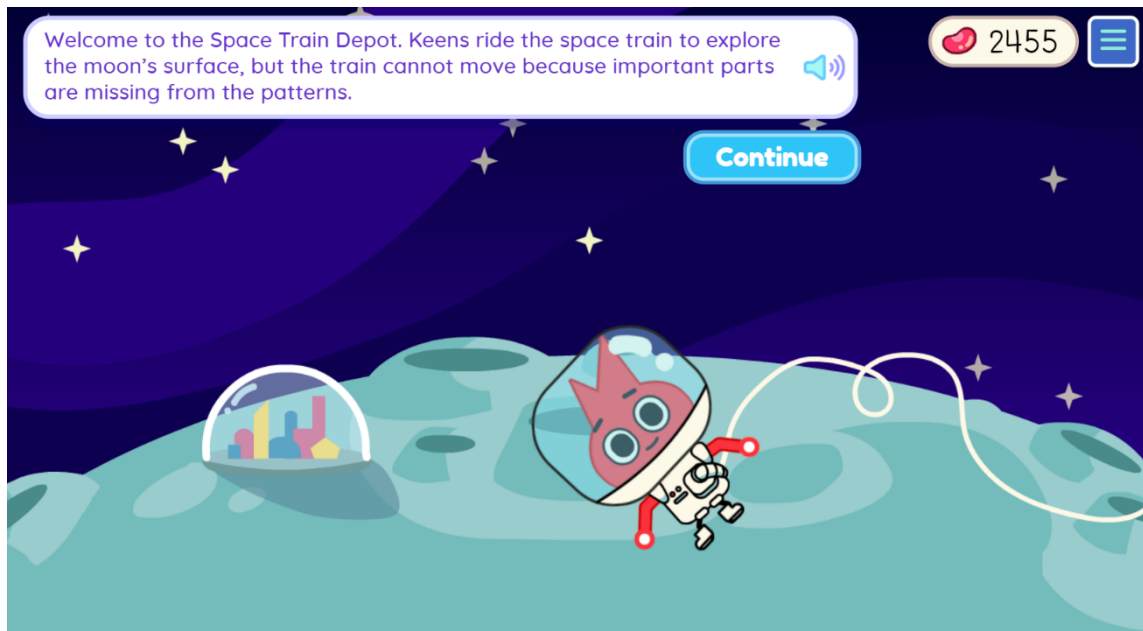 Welcome to the Space Train Depot. Keens ride the space train to explore
the moon’s surface, but the train cannot move because important parts
are missing from the patterns.
2455
Continue